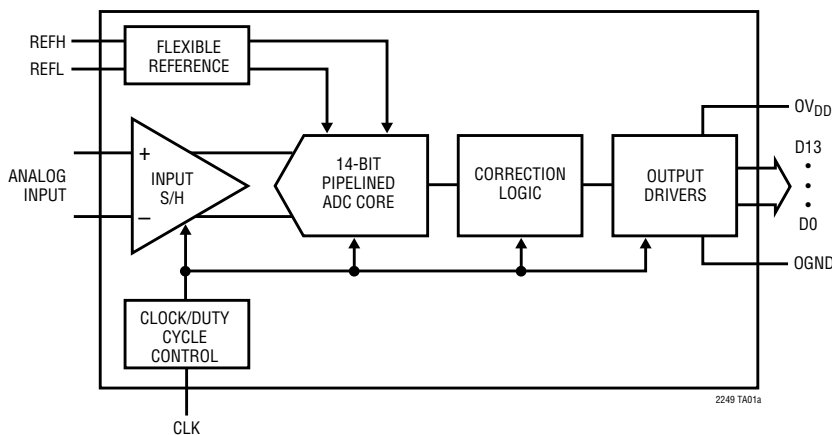 REFH
REFL
FLEXIBLE
REFERENCE
ANALOG
INPUT
+
−
INPUT
S/H
14-BIT
PIPELINED
ADC CORE
CORRECTION
LOGIC
OUTPUT
DRIVERS
OVDD
D13
•
•
•
D0
OGND
CLOCK/DUTY
CYCLE
CONTROL
CLK
2249 TA01a